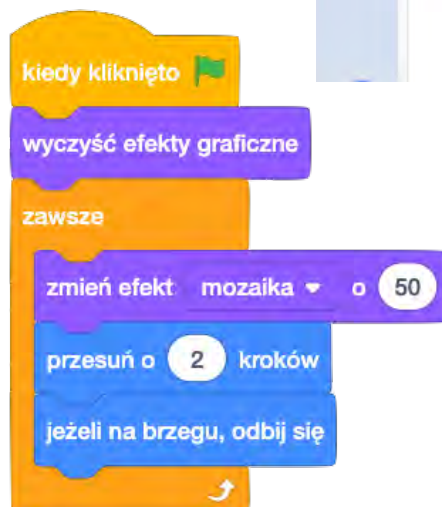 kiedy kliknięto
wyczyść efekty graficzne
zawsze
zmień efekt mozaika o 50
przesuń o 2 kroków
jeżeli na brzegu, odbij się